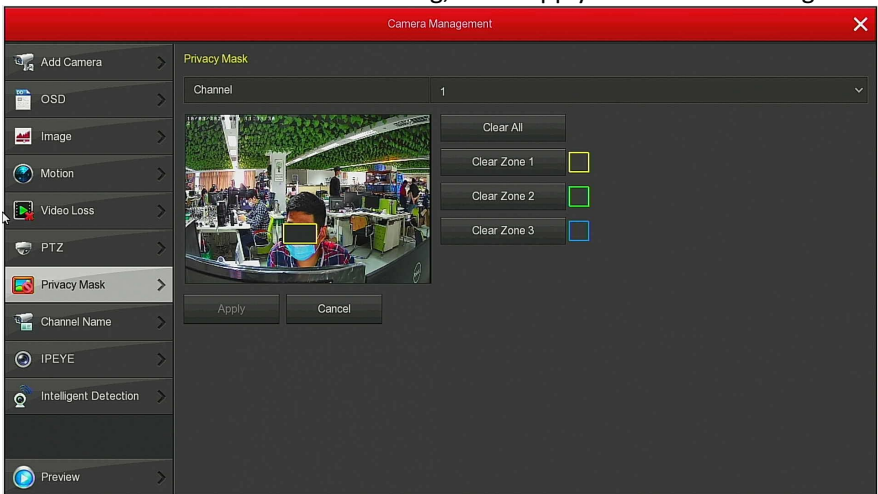 Camera Management
Add Camera
OSD
Image
Motion
Video Loss
PTZ
Privacy Mask
Channel Name
IPEYE
Intelligent Detection
Preview
Privacy Mask
Channel
1
Clear All
Clear Zone 1
Clear Zone 2
Clear Zone 3
Apply
Cancel